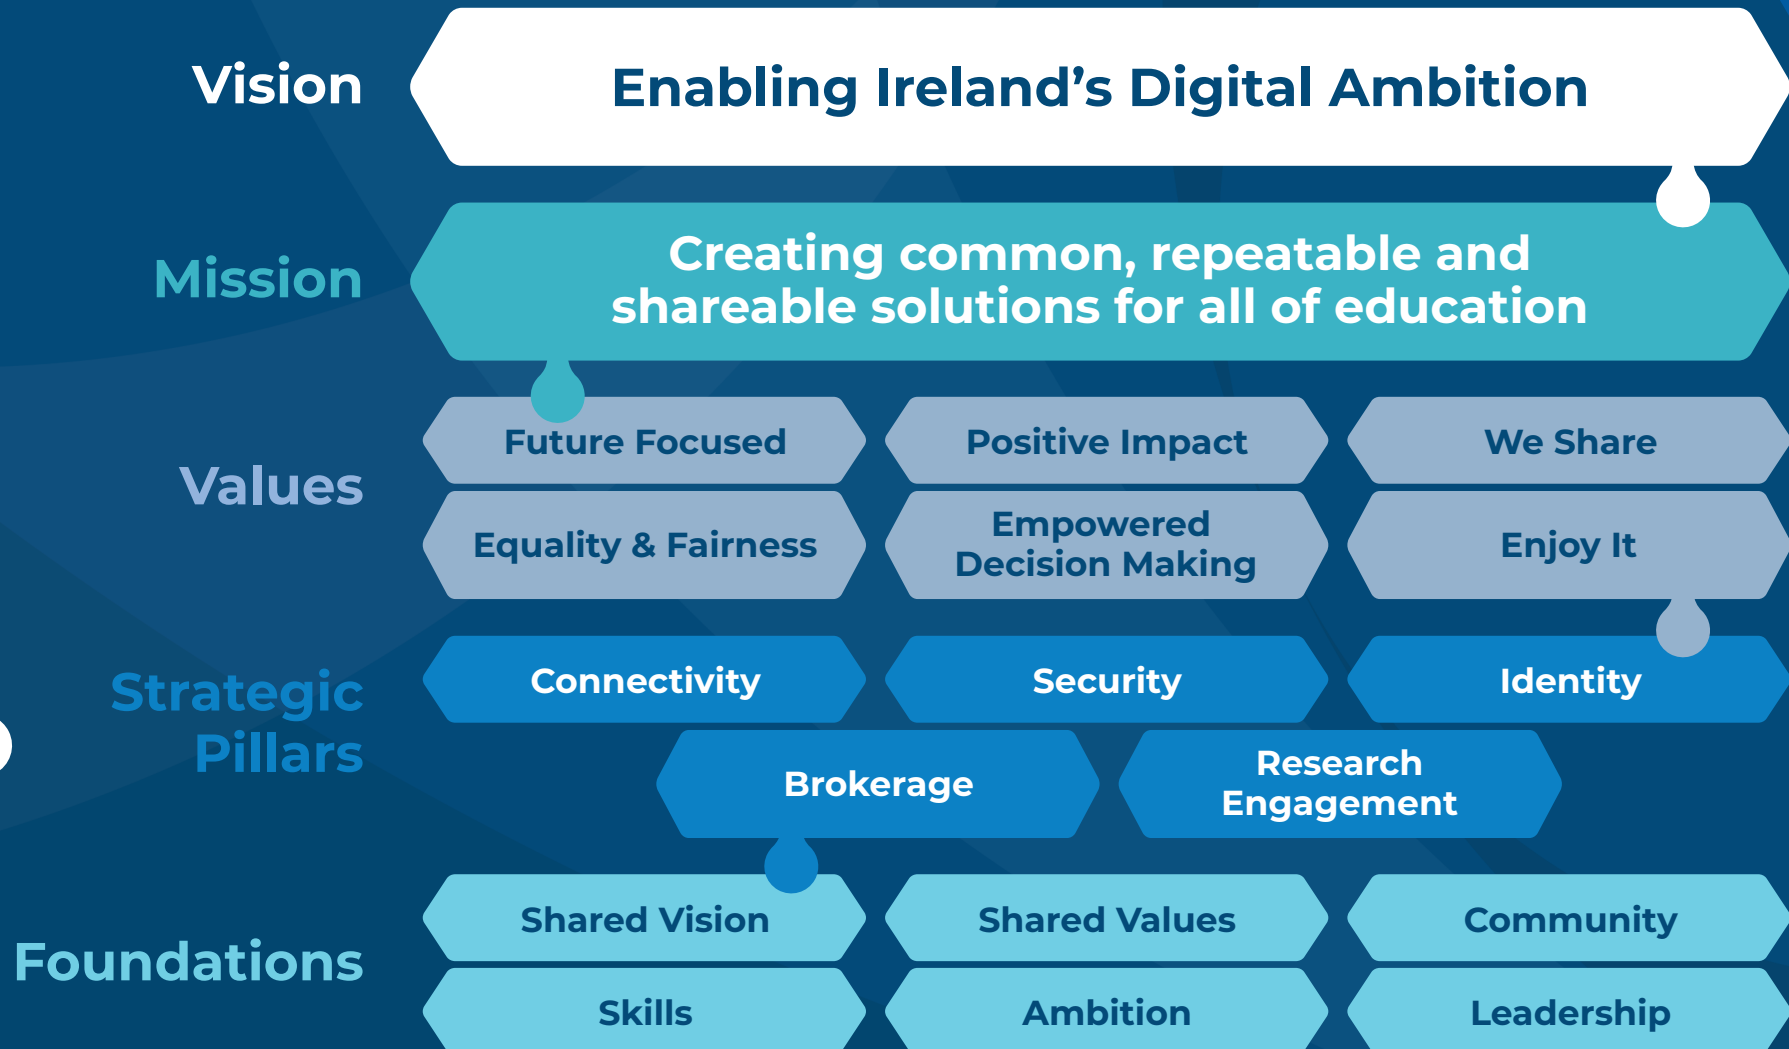 Vision
Enabling Ireland’s Digital Ambition
Mission
Creating common, repeatable and
shareable solutions for all of education
Values
Future Focused
Positive Impact
We Share
Equality & Fairness
Empowered
Decision Making
Enjoy It
Strategic
Pillars
Connectivity
Security
Identity
Brokerage
Research
Engagement
Foundations
Shared Vision
Shared Values
Community
Skills
Ambition
Leadership